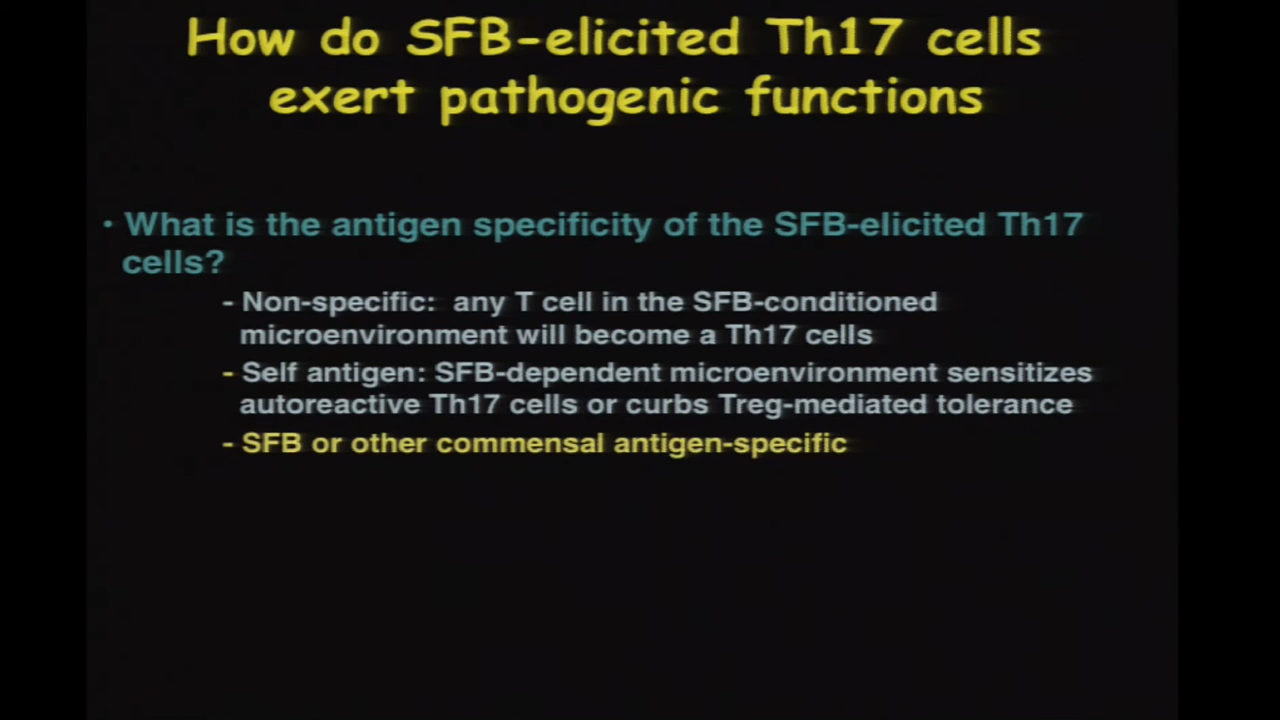 How do SFB-elicited Th17 cells
exert pathogenic functions
• What is the antigen specificity of the SFB-elicited Th17
cells?
- Non-specific: any T cell in the SFB-conditioned
microenvironment will become a Th17 cells
- Self antigen: SFB-dependent microenvironment sensitizes
autoreactive Th17 cells or curbs Treg-mediated tolerance
- SFB or other commensal antigen-specific